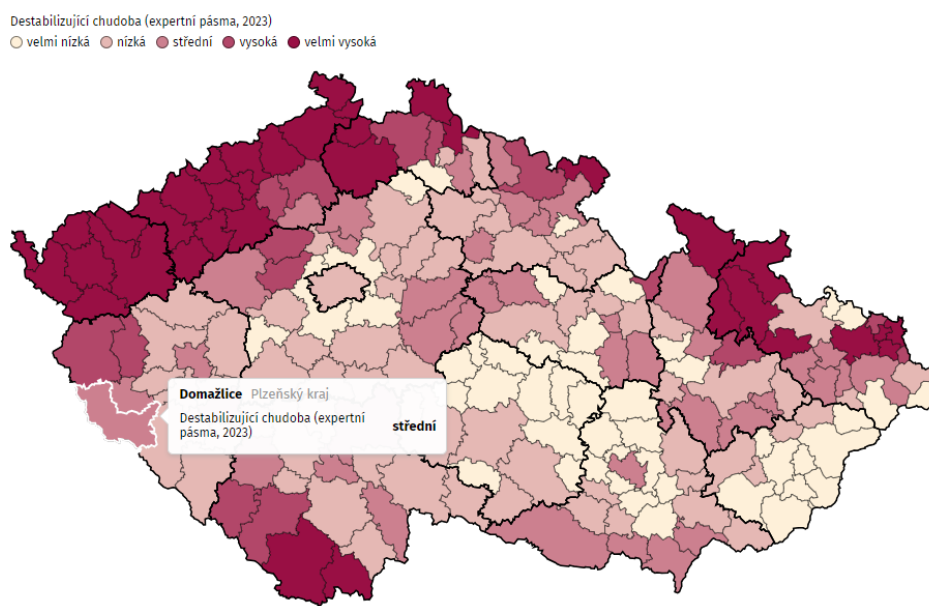 Destabilizující chudoba (expertní pásma, 2023)
velmi nízká nízká střední vysoká velmi vysoká
Domažlice Plzeňský kraj
Destabilizující chudoba (expertní
pásma, 2023) střední